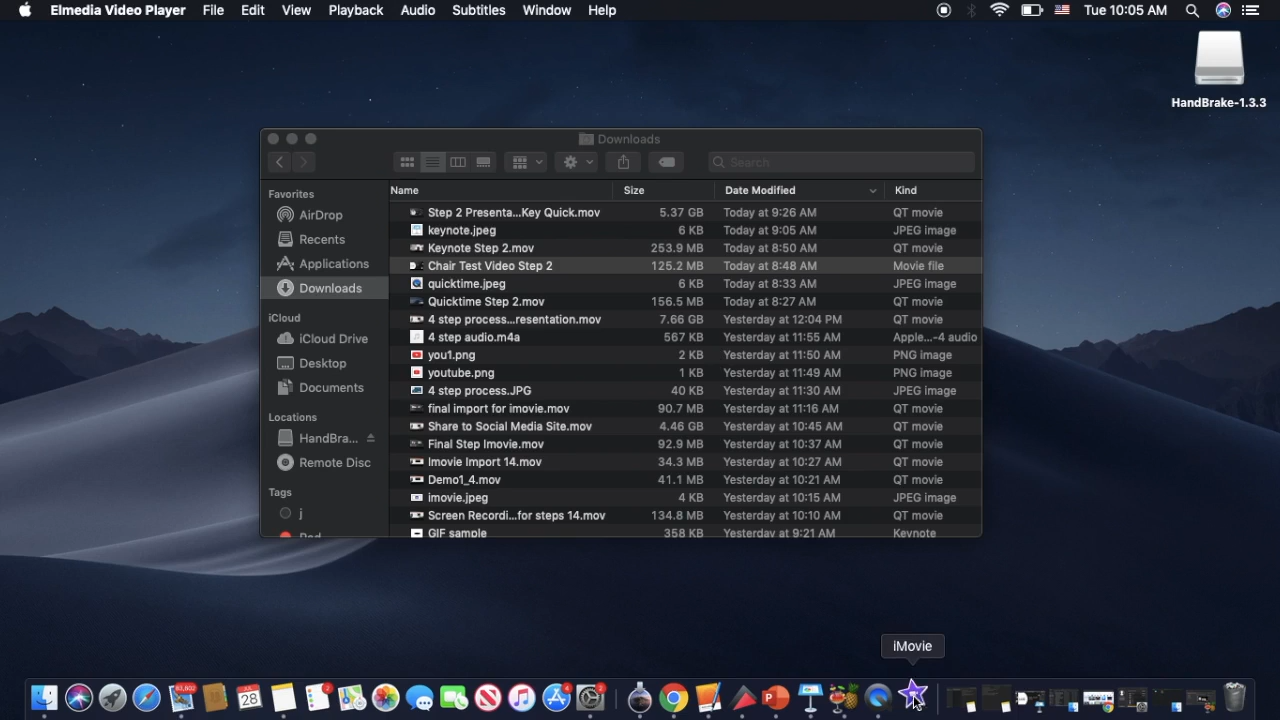 Elmedia Video Player File Edit View Playback Audio Subtitles Window Help Tue 10:05 AM
HandBrake-1.3.3
Downloads
Search
Name Size Date Modified Kind
Favorites
AirDrop
Recents
Applications
Downloads
iCloud
iCloud Drive
Desktop
Documents
Locations
HandBra...
Remote Disc
Tags
j
Step 2 Presenta...Key Quick.mov 5.37 GB Today at 9:26 AM QT movie
keynote.jpeg 6 KB Today at 9:05 AM JPEG image
Keynote Step 2.mov 253.9 MB Today at 8:50 AM QT movie
Chair Test Video Step 2 125.2 MB Today at 8:48 AM Movie file
quicktime.jpeg 6 KB Today at 8:33 AM JPEG image
Quicktime Step 2.mov 156.5 MB Today at 8:27 AM QT movie
4 step process...resentation.mov 7.66 GB Yesterday at 12:04 PM QT movie
4 step audio.m4a 567 KB Yesterday at 11:55 AM Apple...-4 audio
you1.png 2 KB Yesterday at 11:50 AM PNG image
youtube.png 1 KB Yesterday at 11:49 AM PNG image
4 step process.JPG 40 KB Yesterday at 11:30 AM JPEG image
final import for imovie.mov 90.7 MB Yesterday at 11:16 AM QT movie
Share to Social Media Site.mov 4.46 GB Yesterday at 10:45 AM QT movie
Final Step Imovie.mov 92.9 MB Yesterday at 10:37 AM QT movie
Imovie Import 14.mov 34.3 MB Yesterday at 10:27 AM QT movie
Demo1_4.mov 41.1 MB Yesterday at 10:21 AM QT movie
imovie.jpeg 4 KB Yesterday at 10:15 AM JPEG image
Screen Recordi...for steps 14.mov 134.8 MB Yesterday at 10:10 AM QT movie
GIF sample 358 KB Yesterday at 9:21 AM Keynote
iMovie
28